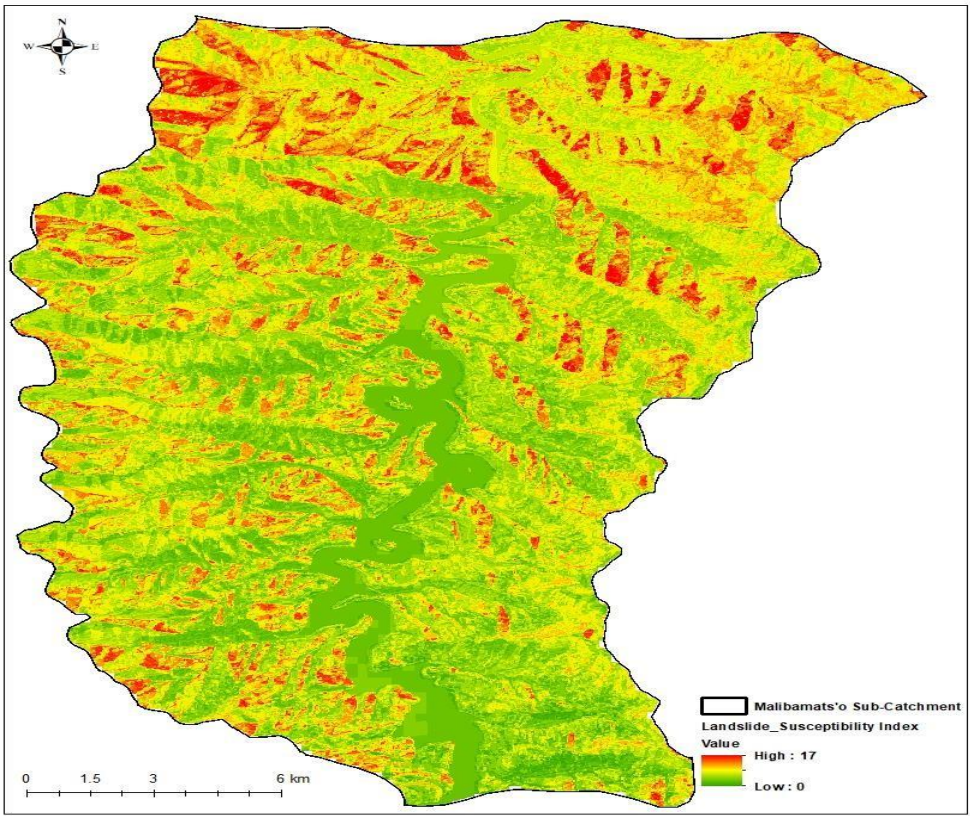 N
W E
S
Malibamats'o Sub-Catchment
Landslide_Susceptibility Index
Value
High : 17
Low : 0
0 1.5 3 6 km